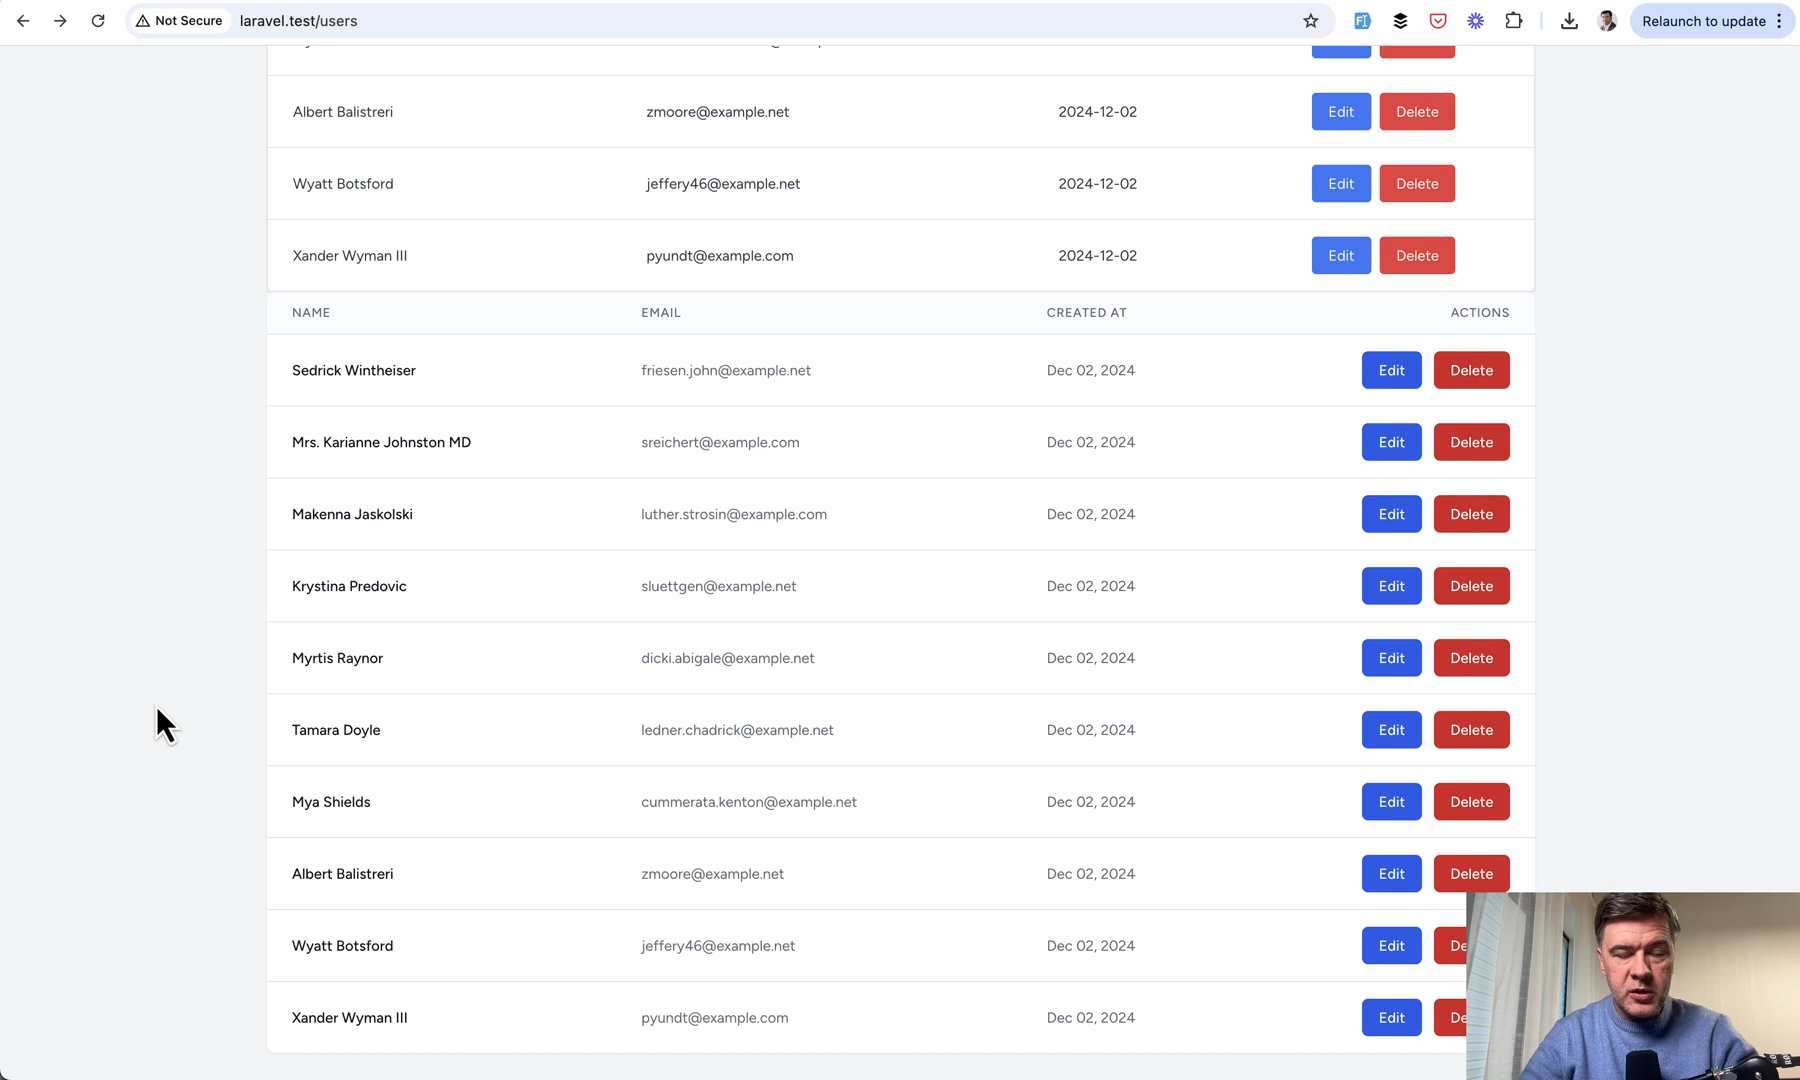 Not Secure laravel.test/users Relaunch to update
Albert Balistreri zmoore@example.net 2024-12-02 Edit Delete
Wyatt Botsford jeffery46@example.net 2024-12-02 Edit Delete
Xander Wyman III pyundt@example.com 2024-12-02 Edit Delete
NAME EMAIL CREATED AT ACTIONS
Sedrick Wintheiser friesen.john@example.net Dec 02, 2024 Edit Delete
Mrs. Karianne Johnston MD sreichert@example.com Dec 02, 2024 Edit Delete
Makenna Jaskolski luther.strosin@example.com Dec 02, 2024 Edit Delete
Krystina Predovic sluettgen@example.net Dec 02, 2024 Edit Delete
Myrtis Raynor dicki.abigale@example.net Dec 02, 2024 Edit Delete
Tamara Doyle ledner.chadrick@example.net Dec 02, 2024 Edit Delete
Mya Shields cummerata.kenton@example.net Dec 02, 2024 Edit Delete
Albert Balistreri zmoore@example.net Dec 02, 2024 Edit Delete
Wyatt Botsford jeffery46@example.net Dec 02, 2024 Edit De
Xander Wyman III pyundt@example.com Dec 02, 2024 Edit De